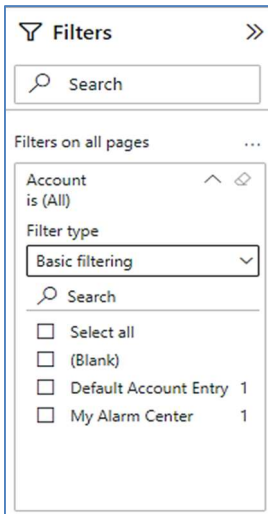 Filters
Search
Filters on all pages ...
Account
is (All)
Filter type
Basic filtering
Search
Select all
(Blank)
Default Account Entry 1
My Alarm Center 1